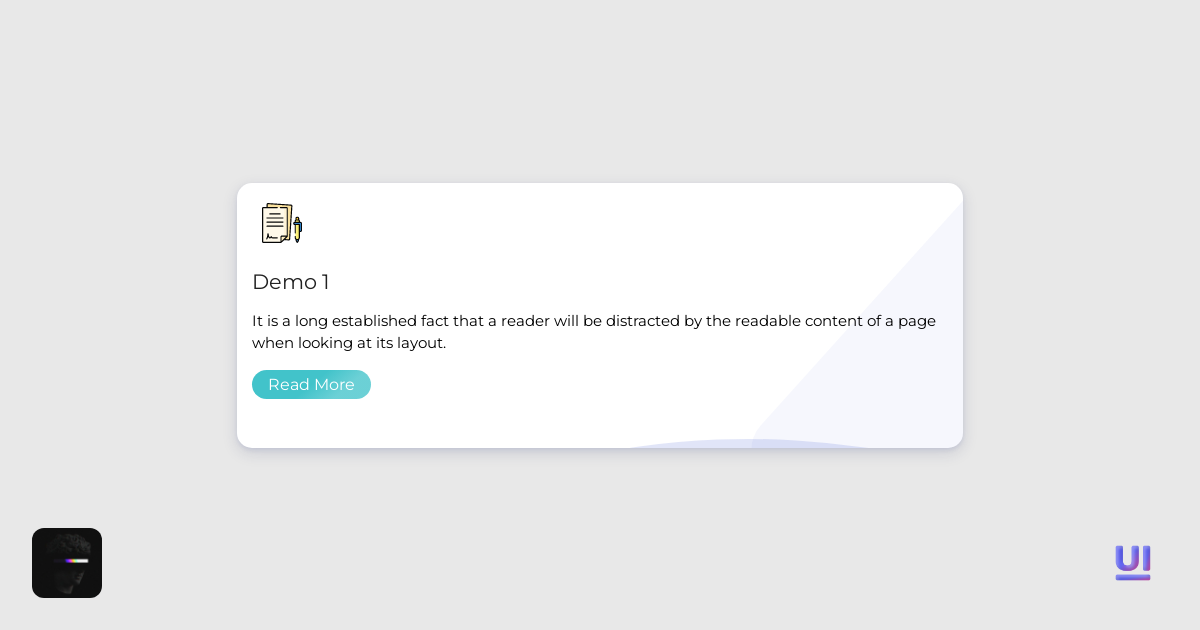 Demo 1
It is a long established fact that a reader will be distracted by the readable content of a page
when looking at its layout.
Read More
UI